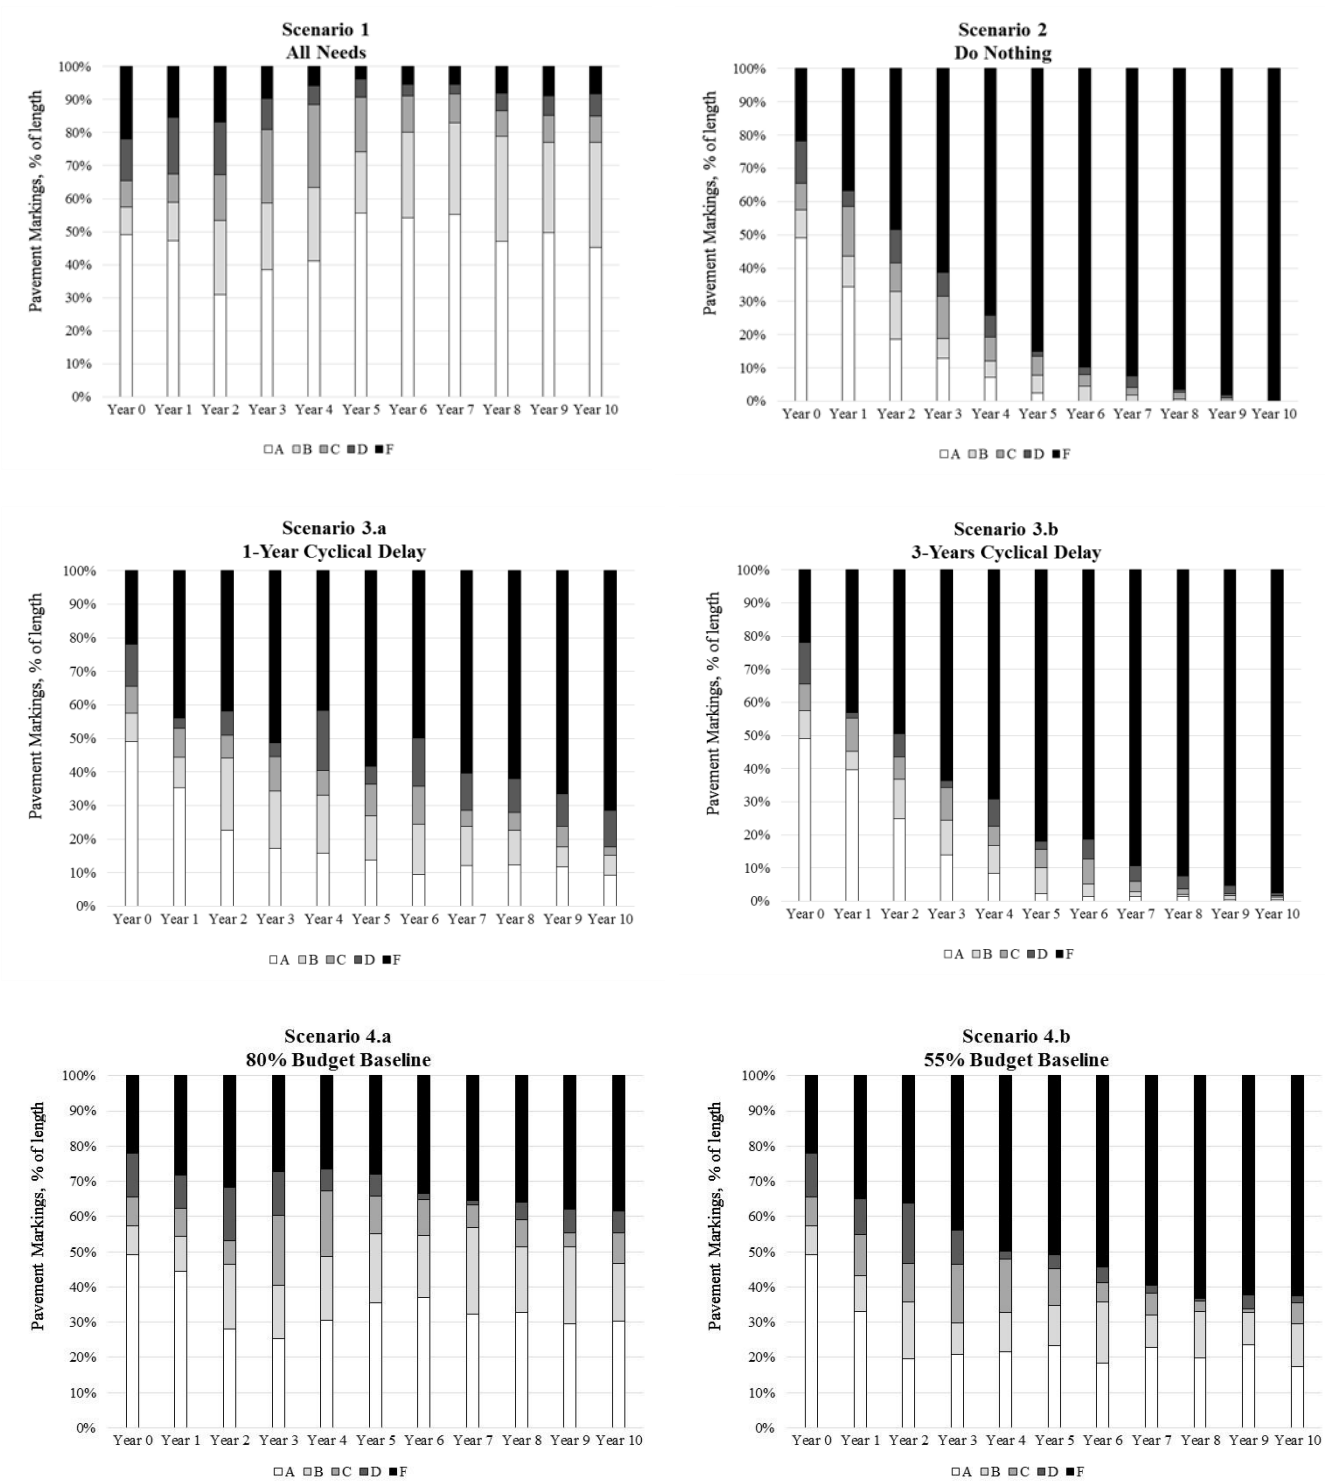 Scenario 1
All Needs
Pavement Markings, % of length
100%
90%
80%
70%
60%
50%
40%
30%
20%
10%
0%
Year 0 Year 1 Year 2 Year 3 Year 4 Year 5 Year 6 Year 7 Year 8 Year 9 Year 10
A B C D F
Scenario 2
Do Nothing
Pavement Markings, % of length
100%
90%
80%
70%
60%
50%
40%
30%
20%
10%
0%
Year 0 Year 1 Year 2 Year 3 Year 4 Year 5 Year 6 Year 7 Year 8 Year 9 Year 10
A B C D F
Scenario 3.a
1-Year Cyclical Delay
Pavement Markings, % of length
100%
90%
80%
70%
60%
50%
40%
30%
20%
10%
0%
Year 0 Year 1 Year 2 Year 3 Year 4 Year 5 Year 6 Year 7 Year 8 Year 9 Year 10
A B C D F
Scenario 3.b
3-Years Cyclical Delay
Pavement Markings, % of length
100%
90%
80%
70%
60%
50%
40%
30%
20%
10%
0%
Year 0 Year 1 Year 2 Year 3 Year 4 Year 5 Year 6 Year 7 Year 8 Year 9 Year 10
A B C D F
Scenario 4.a
80% Budget Baseline
Pavement Markings, % of length
100%
90%
80%
70%
60%
50%
40%
30%
20%
10%
0%
Year 0 Year 1 Year 2 Year 3 Year 4 Year 5 Year 6 Year 7 Year 8 Year 9 Year 10
A B C D F
Scenario 4.b
55% Budget Baseline
Pavement Markings, % of length
100%
90%
80%
70%
60%
50%
40%
30%
20%
10%
0%
Year 0 Year 1 Year 2 Year 3 Year 4 Year 5 Year 6 Year 7 Year 8 Year 9 Year 10
A B C D F